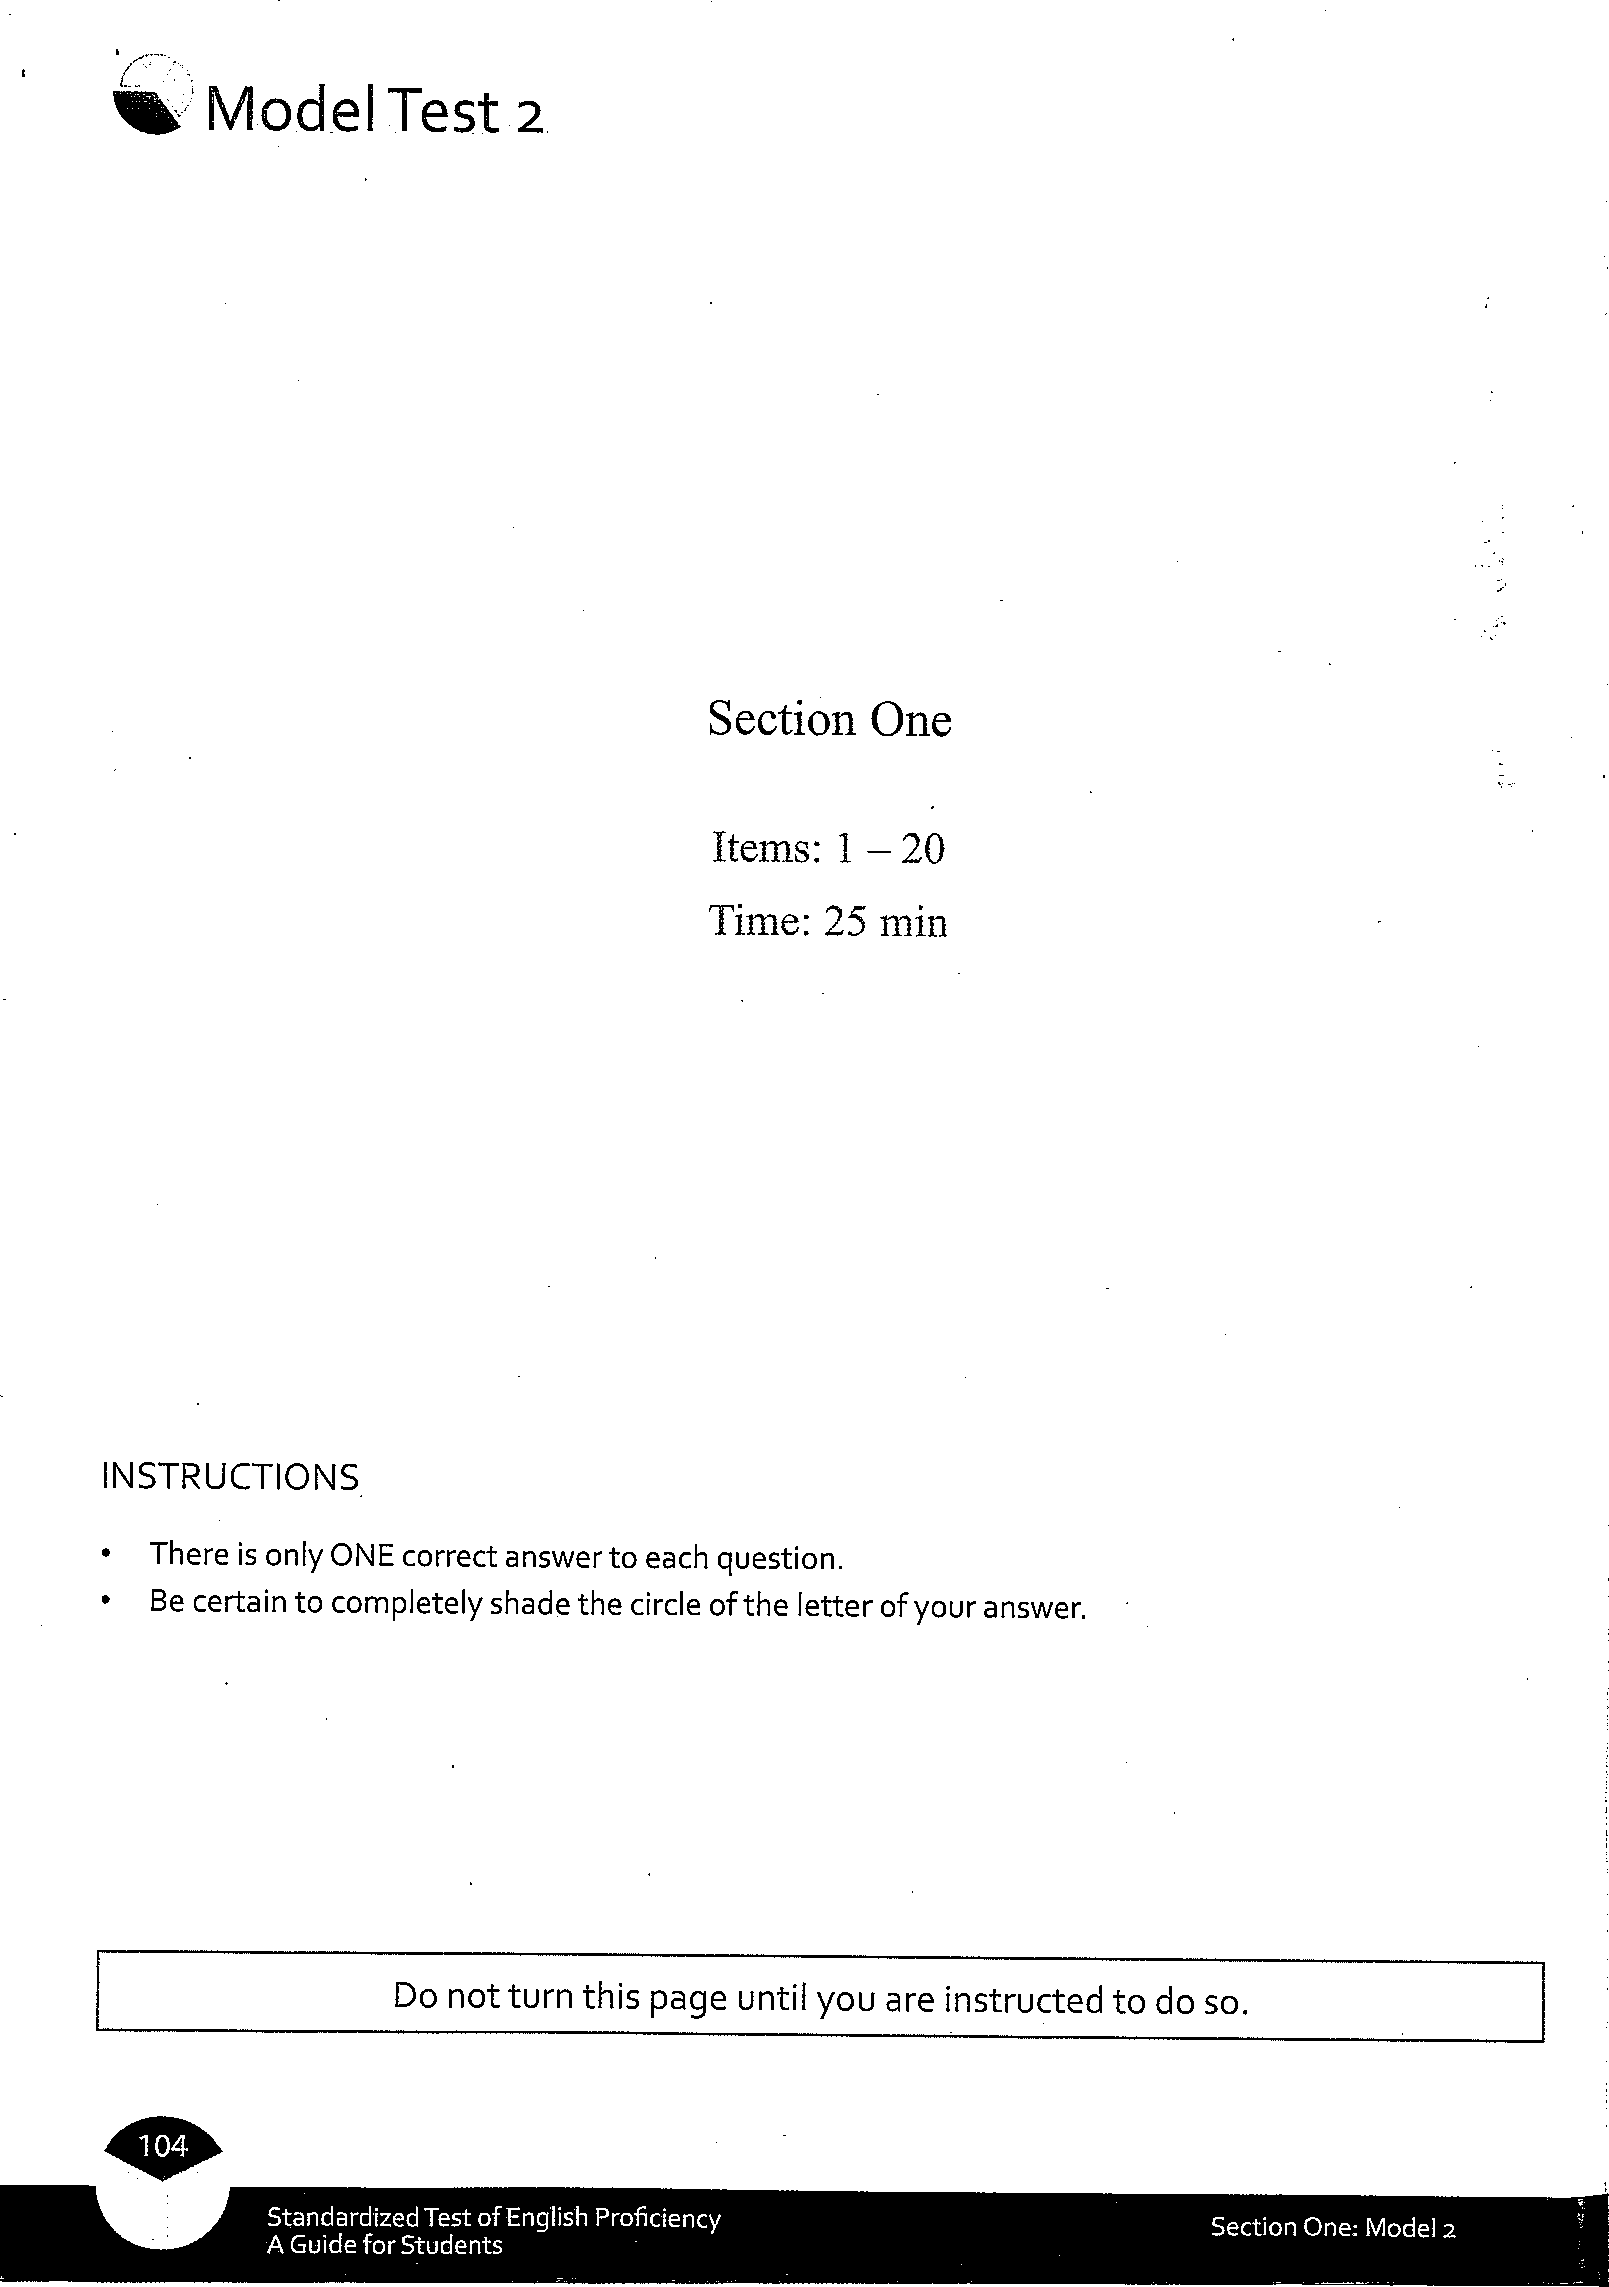 Model Test 2
Section One
Items: 1 – 20
Time: 25 min
INSTRUCTIONS
• There is only ONE correct answer to each question.
• Be certain to completely shade the circle of the letter of your answer.
Do not turn this page until you are instructed to do so.
104
Standardized Test of English Proficiency
A Guide for Students
Section One: Model 2